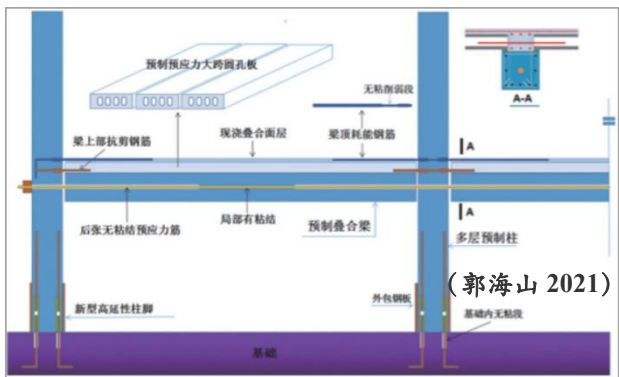 预制预应力大跨圆孔板
无粘削弱段
A-A
梁上部抗剪钢筋
现浇叠合面层
梁顶耗能钢筋
A
后张无粘结预应力筋
局部有粘结
预制叠合梁
A
多层预制柱
(郭海山 2021)
新型高延性柱脚
外包钢板
基础内无粘段
基础